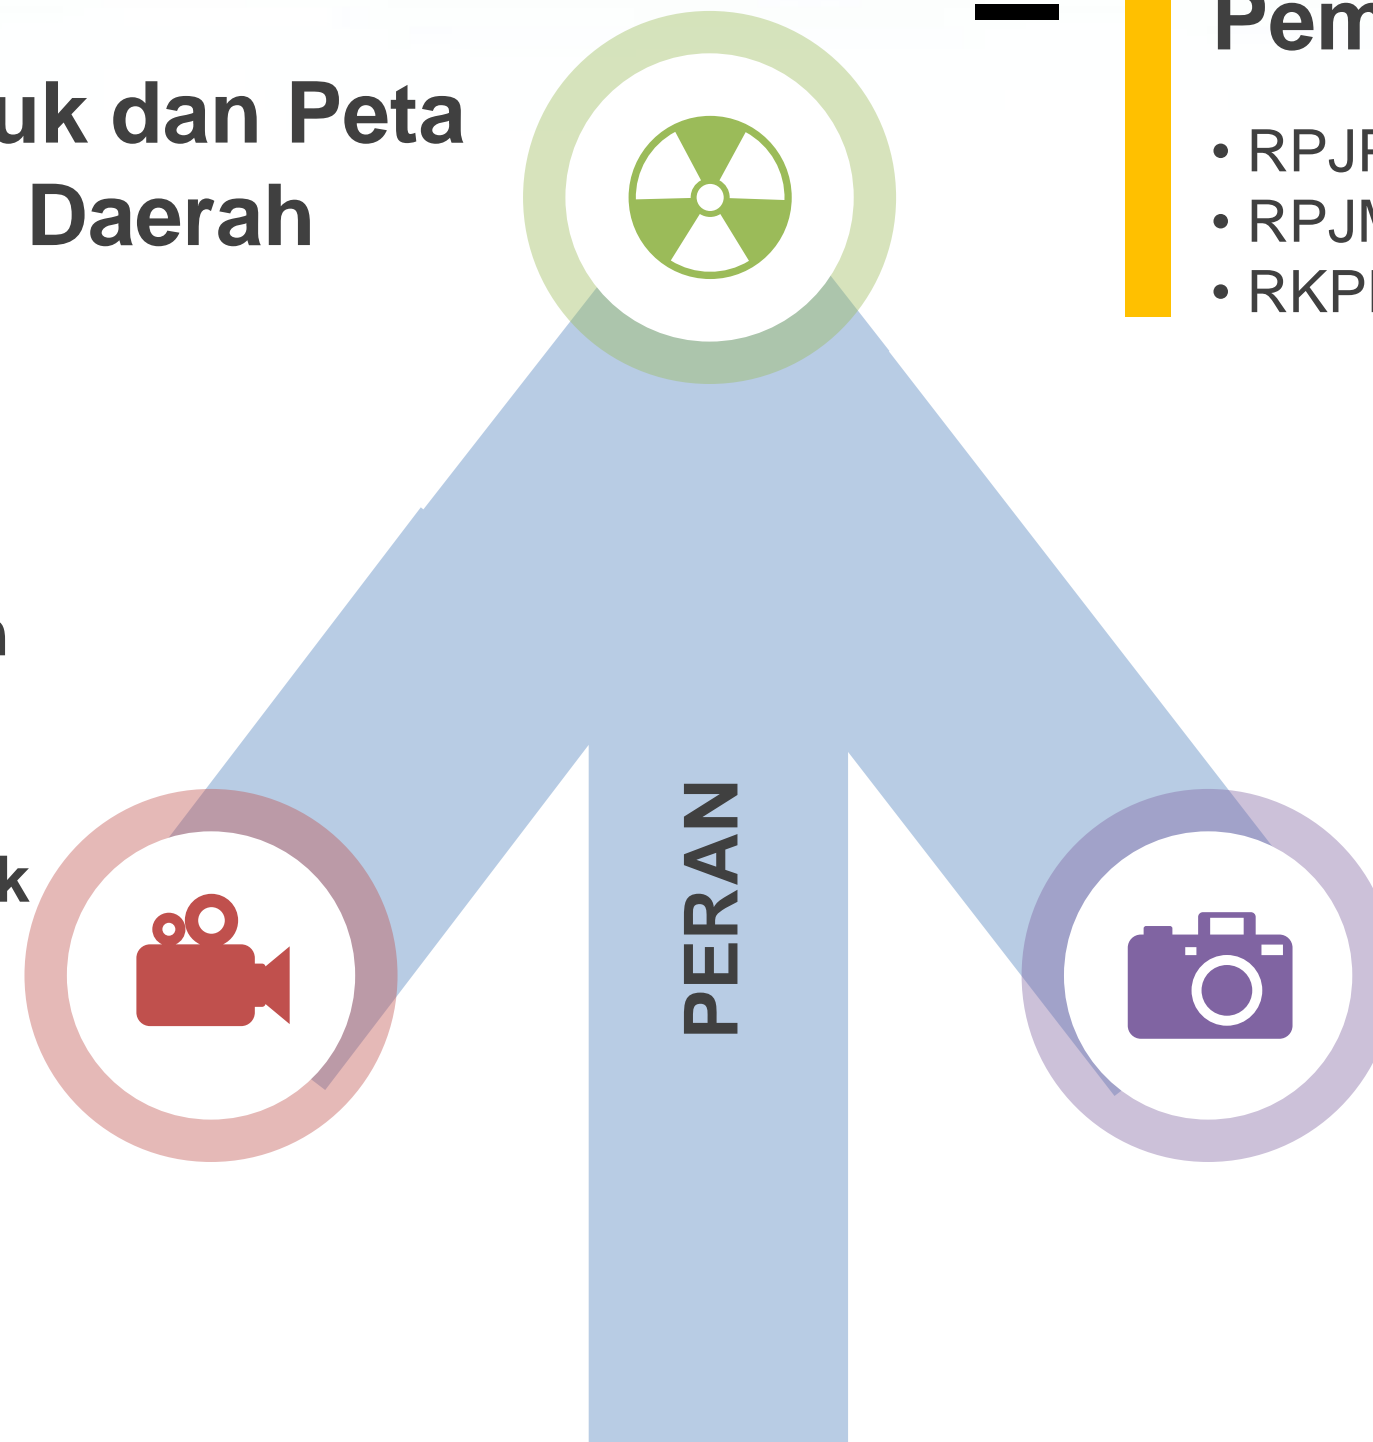 uk dan Peta
Daerah
Pem
• RPJP
• RPJM
• RKP
k
PERAN